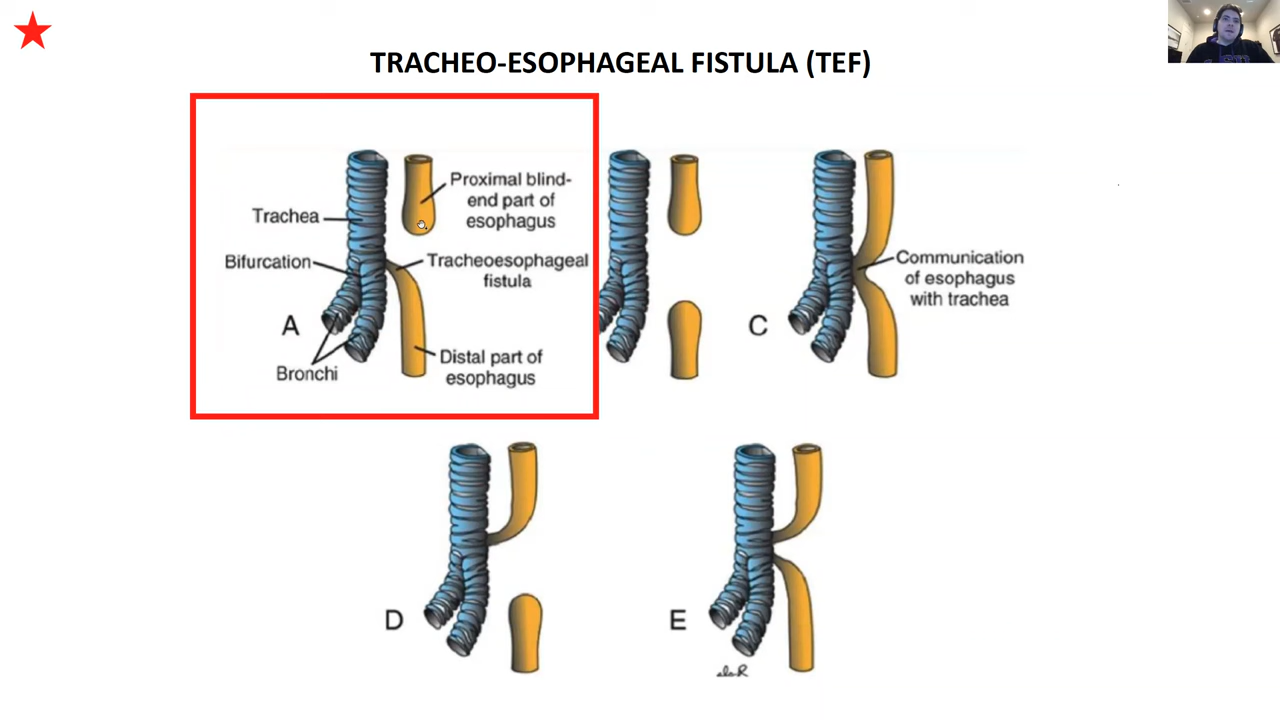 TRACHEO-ESOPHAGEAL FISTULA (TEF)
Proximal blind-
end part of
esophagus
Trachea
Bifurcation
Tracheoesophageal
fistula
A
Distal part of
esophagus
Bronchi
C
Communication
of esophagus
with trachea
D
E